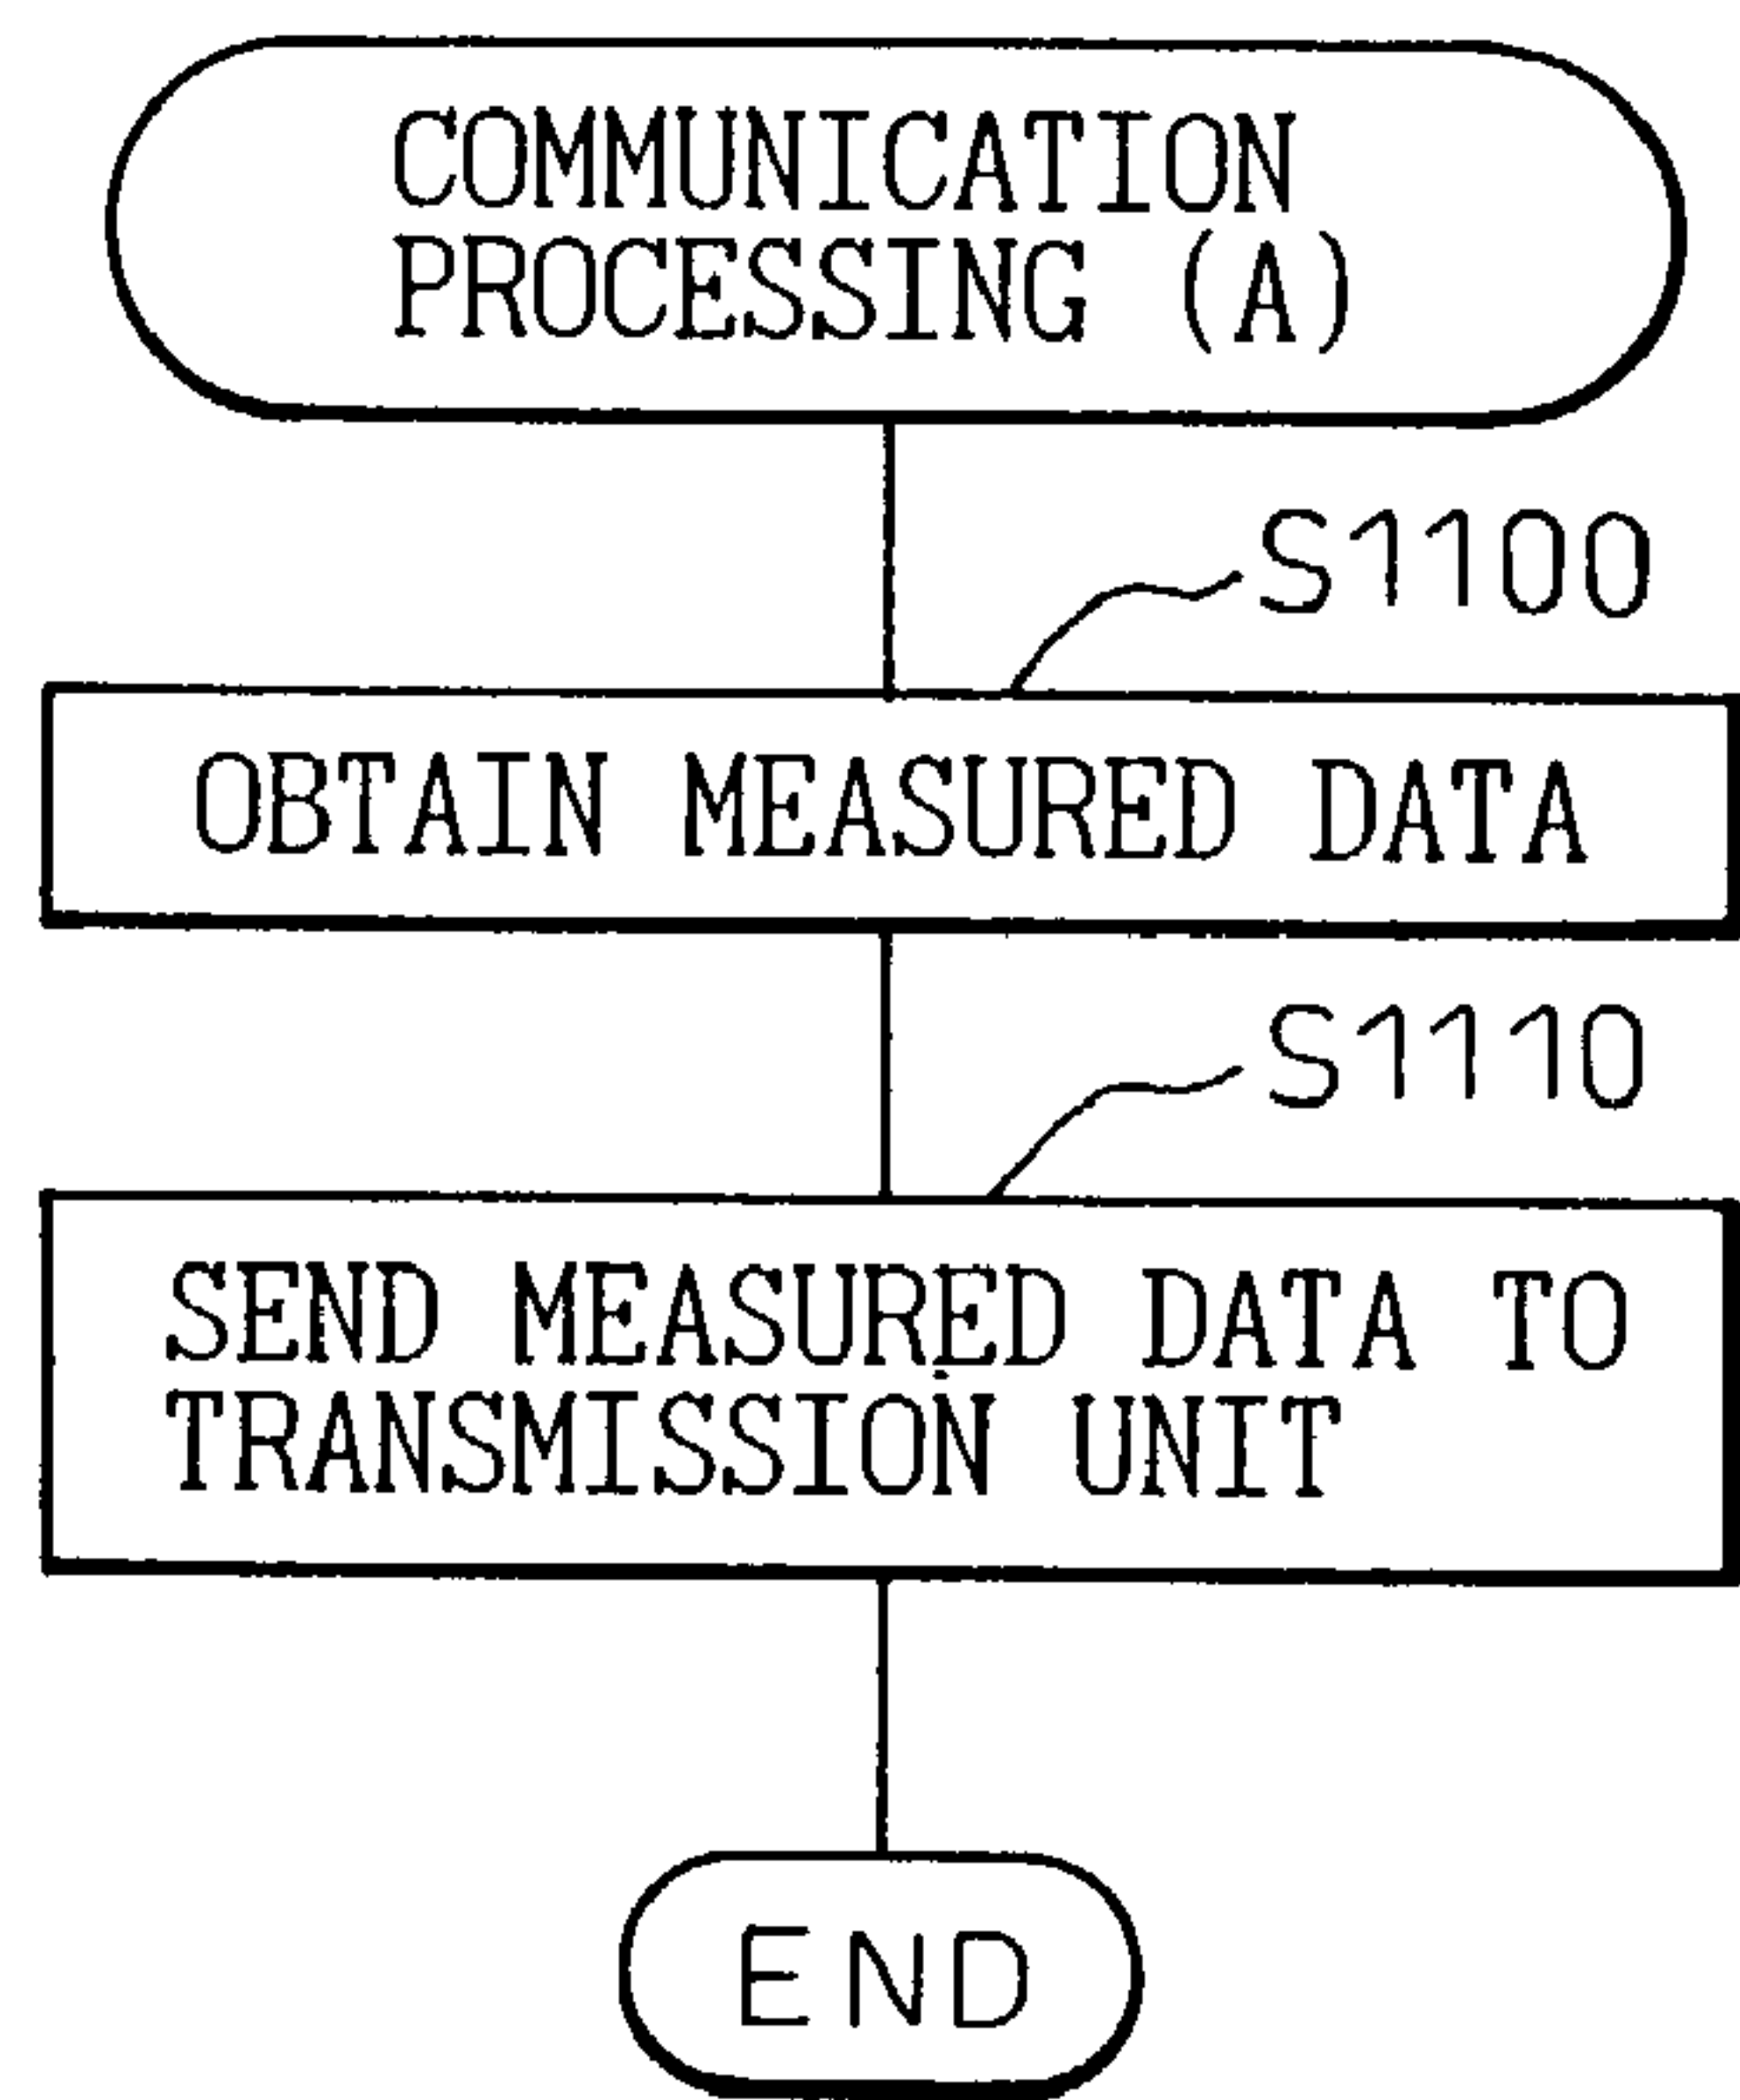 COMMUNICATION
PROCESSING (A)
S1100
OBTAIN MEASURED DATA
S1110
SEND MEASURED DATA TO
TRANSMISSION UNIT
END